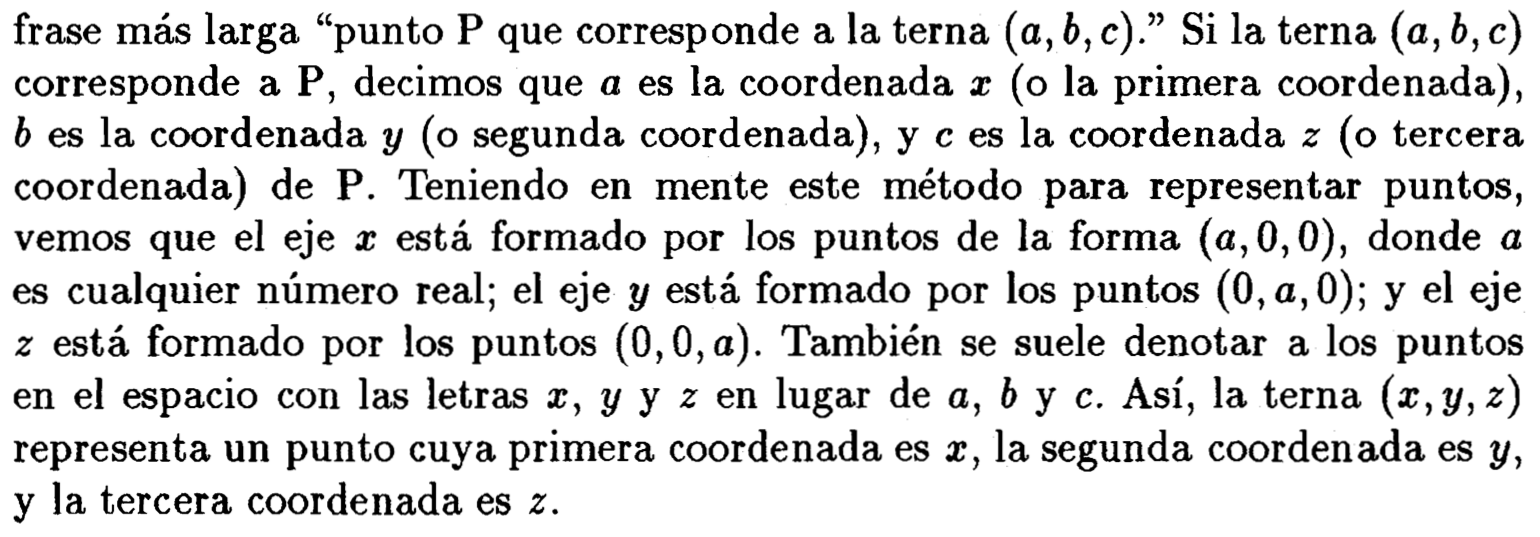 frase más larga “punto P que corresponde a la terna (a, b, c).” Si la terna (a, b, c)
corresponde a P, decimos que a es la coordenada x (o la primera coordenada),
b es la coordenada y (o segunda coordenada), y c es la coordenada z (o tercera
coordenada) de P. Teniendo en mente este método para representar puntos,
vemos que el eje x está formado por los puntos de la forma (a, 0, 0), donde a
es cualquier número real; el eje y está formado por los puntos (0, a, 0); y el eje
z está formado por los puntos (0, 0, a). También se suele denotar a los puntos
en el espacio con las letras x, y y z en lugar de a, b y c. Así, la terna (x, y, z)
representa un punto cuya primera coordenada es x, la segunda coordenada es y,
y la tercera coordenada es z.